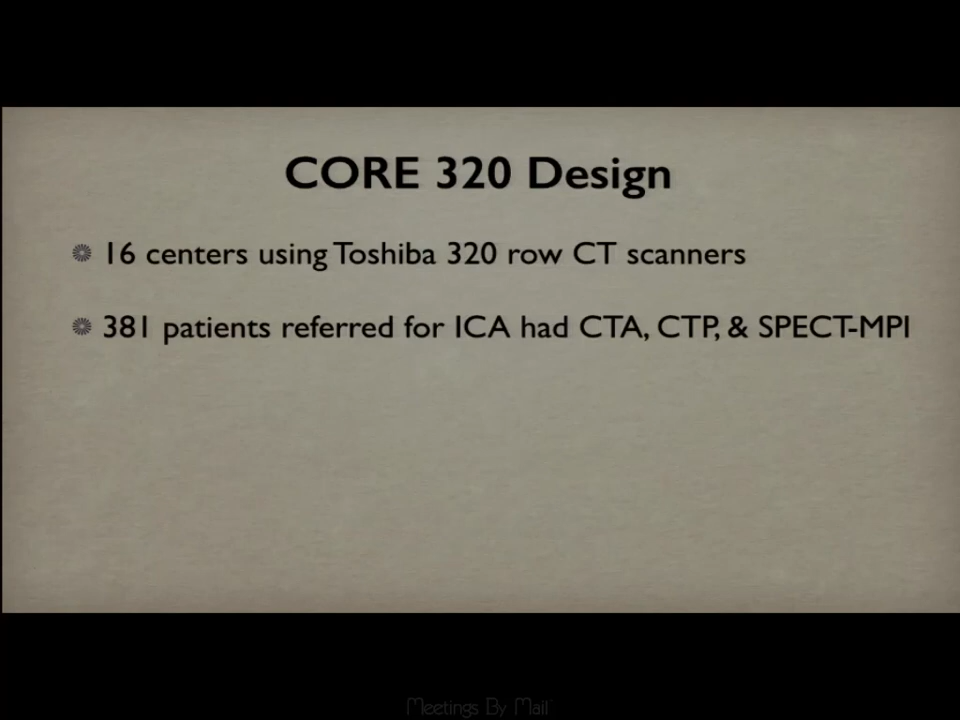 CORE 320 Design
16 centers using Toshiba 320 row CT scanners
381 patients referred for ICA had CTA, CTP, & SPECT-MPI
Meetings By Mail